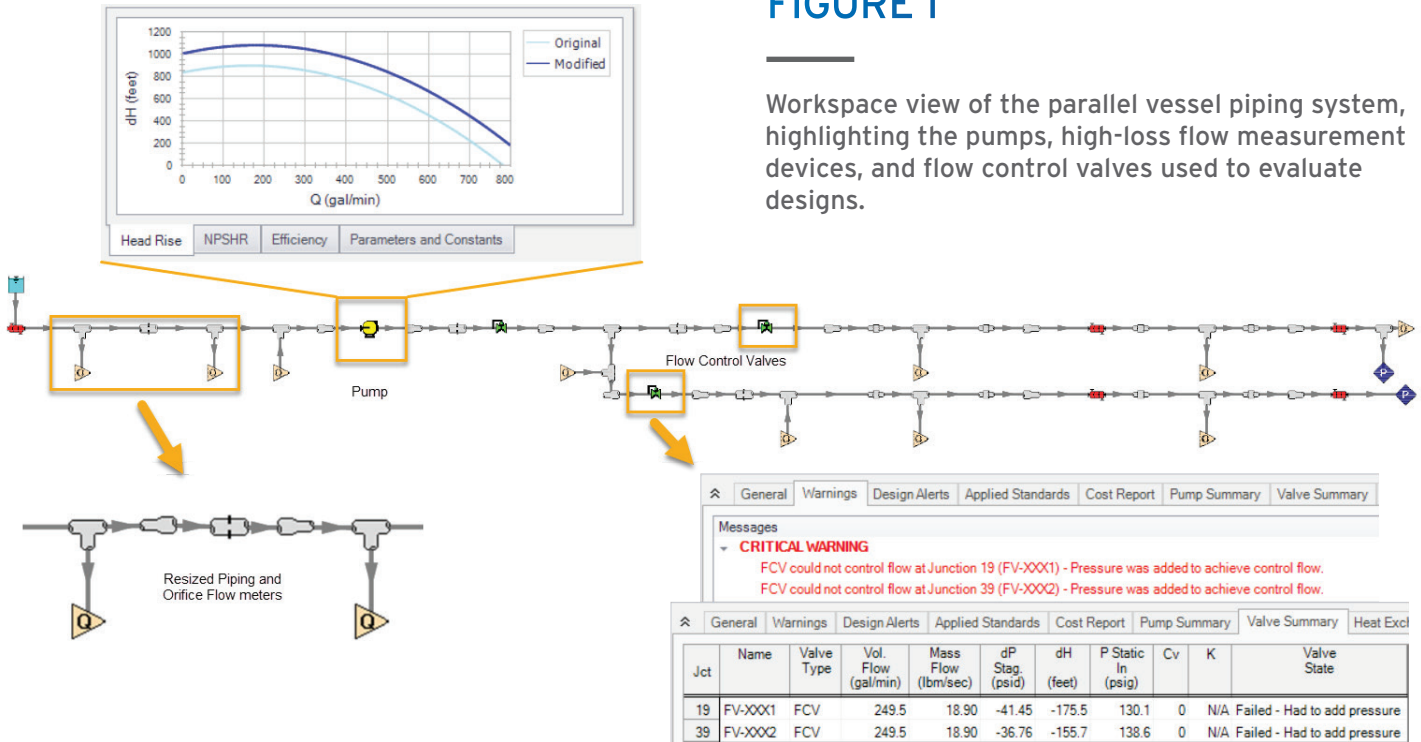 FIGURE 1
Workspace view of the parallel vessel piping system,
highlighting the pumps, high-loss flow measurement
devices, and flow control valves used to evaluate
designs.
1200
1000
800
600
400
200
0
dH (feet)
0 100 200 300 400 500 600 700 800
Q (gal/min)
Original
Modified
Head Rise NPSHR Efficiency Parameters and Constants
Q
P
Flow Control Valves
Pump
Q Q Q Q Q Q
P
Q Q Q
Q Q
Resized Piping and
Orifice Flow meters
General Warnings Design Alerts Applied Standards Cost Report Pump Summary Valve Summary
Messages
CRITICAL WARNING
FCV could not control flow at Junction 19 (FV-XXX1) - Pressure was added to achieve control flow.
FCV could not control flow at Junction 39 (FV-XXX2) - Pressure was added to achieve control flow.
General Warnings Design Alerts Applied Standards Cost Report Pump Summary Valve Summary Heat Exch
Jct Name Valve Type Vol. Flow (gal/min) Mass Flow (lbm/sec) dP Stag. (psid) dH (feet) P Static In (psig) Cv K Valve State
19 FV-XXX1 FCV 249.5 18.90 -41.45 -175.5 130.1 0 N/A Failed - Had to add pressure
39 FV-XXX2 FCV 249.5 18.90 -36.76 -155.7 138.6 0 N/A Failed - Had to add pressure